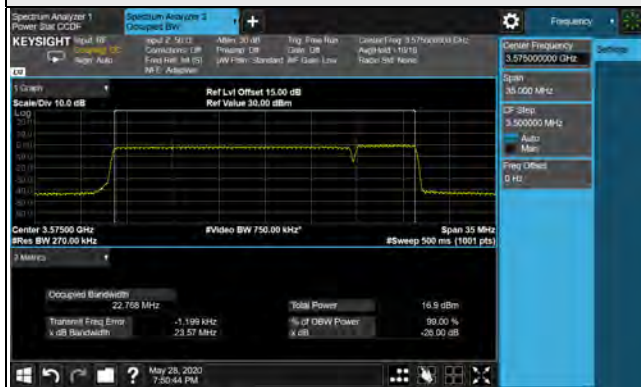 Spectrum Analyzer 1
Power Stat CCDF
Spectrum Analyzer 3
Occupied BW
+
Frequency
KEYSIGHT
Input: RF
Coupling: DC
Align: Auto
Input Z: 50 Ω
Corrections: Off
Freq Ref: Int (S)
NFE: Adaptive
Atten: 30 dB
Preamp: Off
µW Path: Standard
Trig: Free Run
Gate: Off
#IF Gain: Low
Center Freq: 3.575000000 GHz
Avg|Hold: >10/10
Radio Std: None
1 Graph
Scale/Div 10.0 dB
Ref Lvl Offset 15.00 dB
Ref Value 30.00 dBm
Log
Center 3.57500 GHz
#Res BW 270.00 kHz
#Video BW 750.00 kHz*
Span 35 MHz
#Sweep 500 ms (1001 pts)
2 Metrics
Occupied Bandwidth
22.768 MHz
Total Power
16.9 dBm
Transmit Freq Error
-1.199 kHz
% of OBW Power
99.00 %
x dB Bandwidth
23.57 MHz
x dB
-26.00 dB
Center Frequency
3.575000000 GHz
Settings
Span
35.000 MHz
CF Step
3.500000 MHz
Auto
Man
Freq Offset
0 Hz
?
May 28, 2020
7:50:44 PM